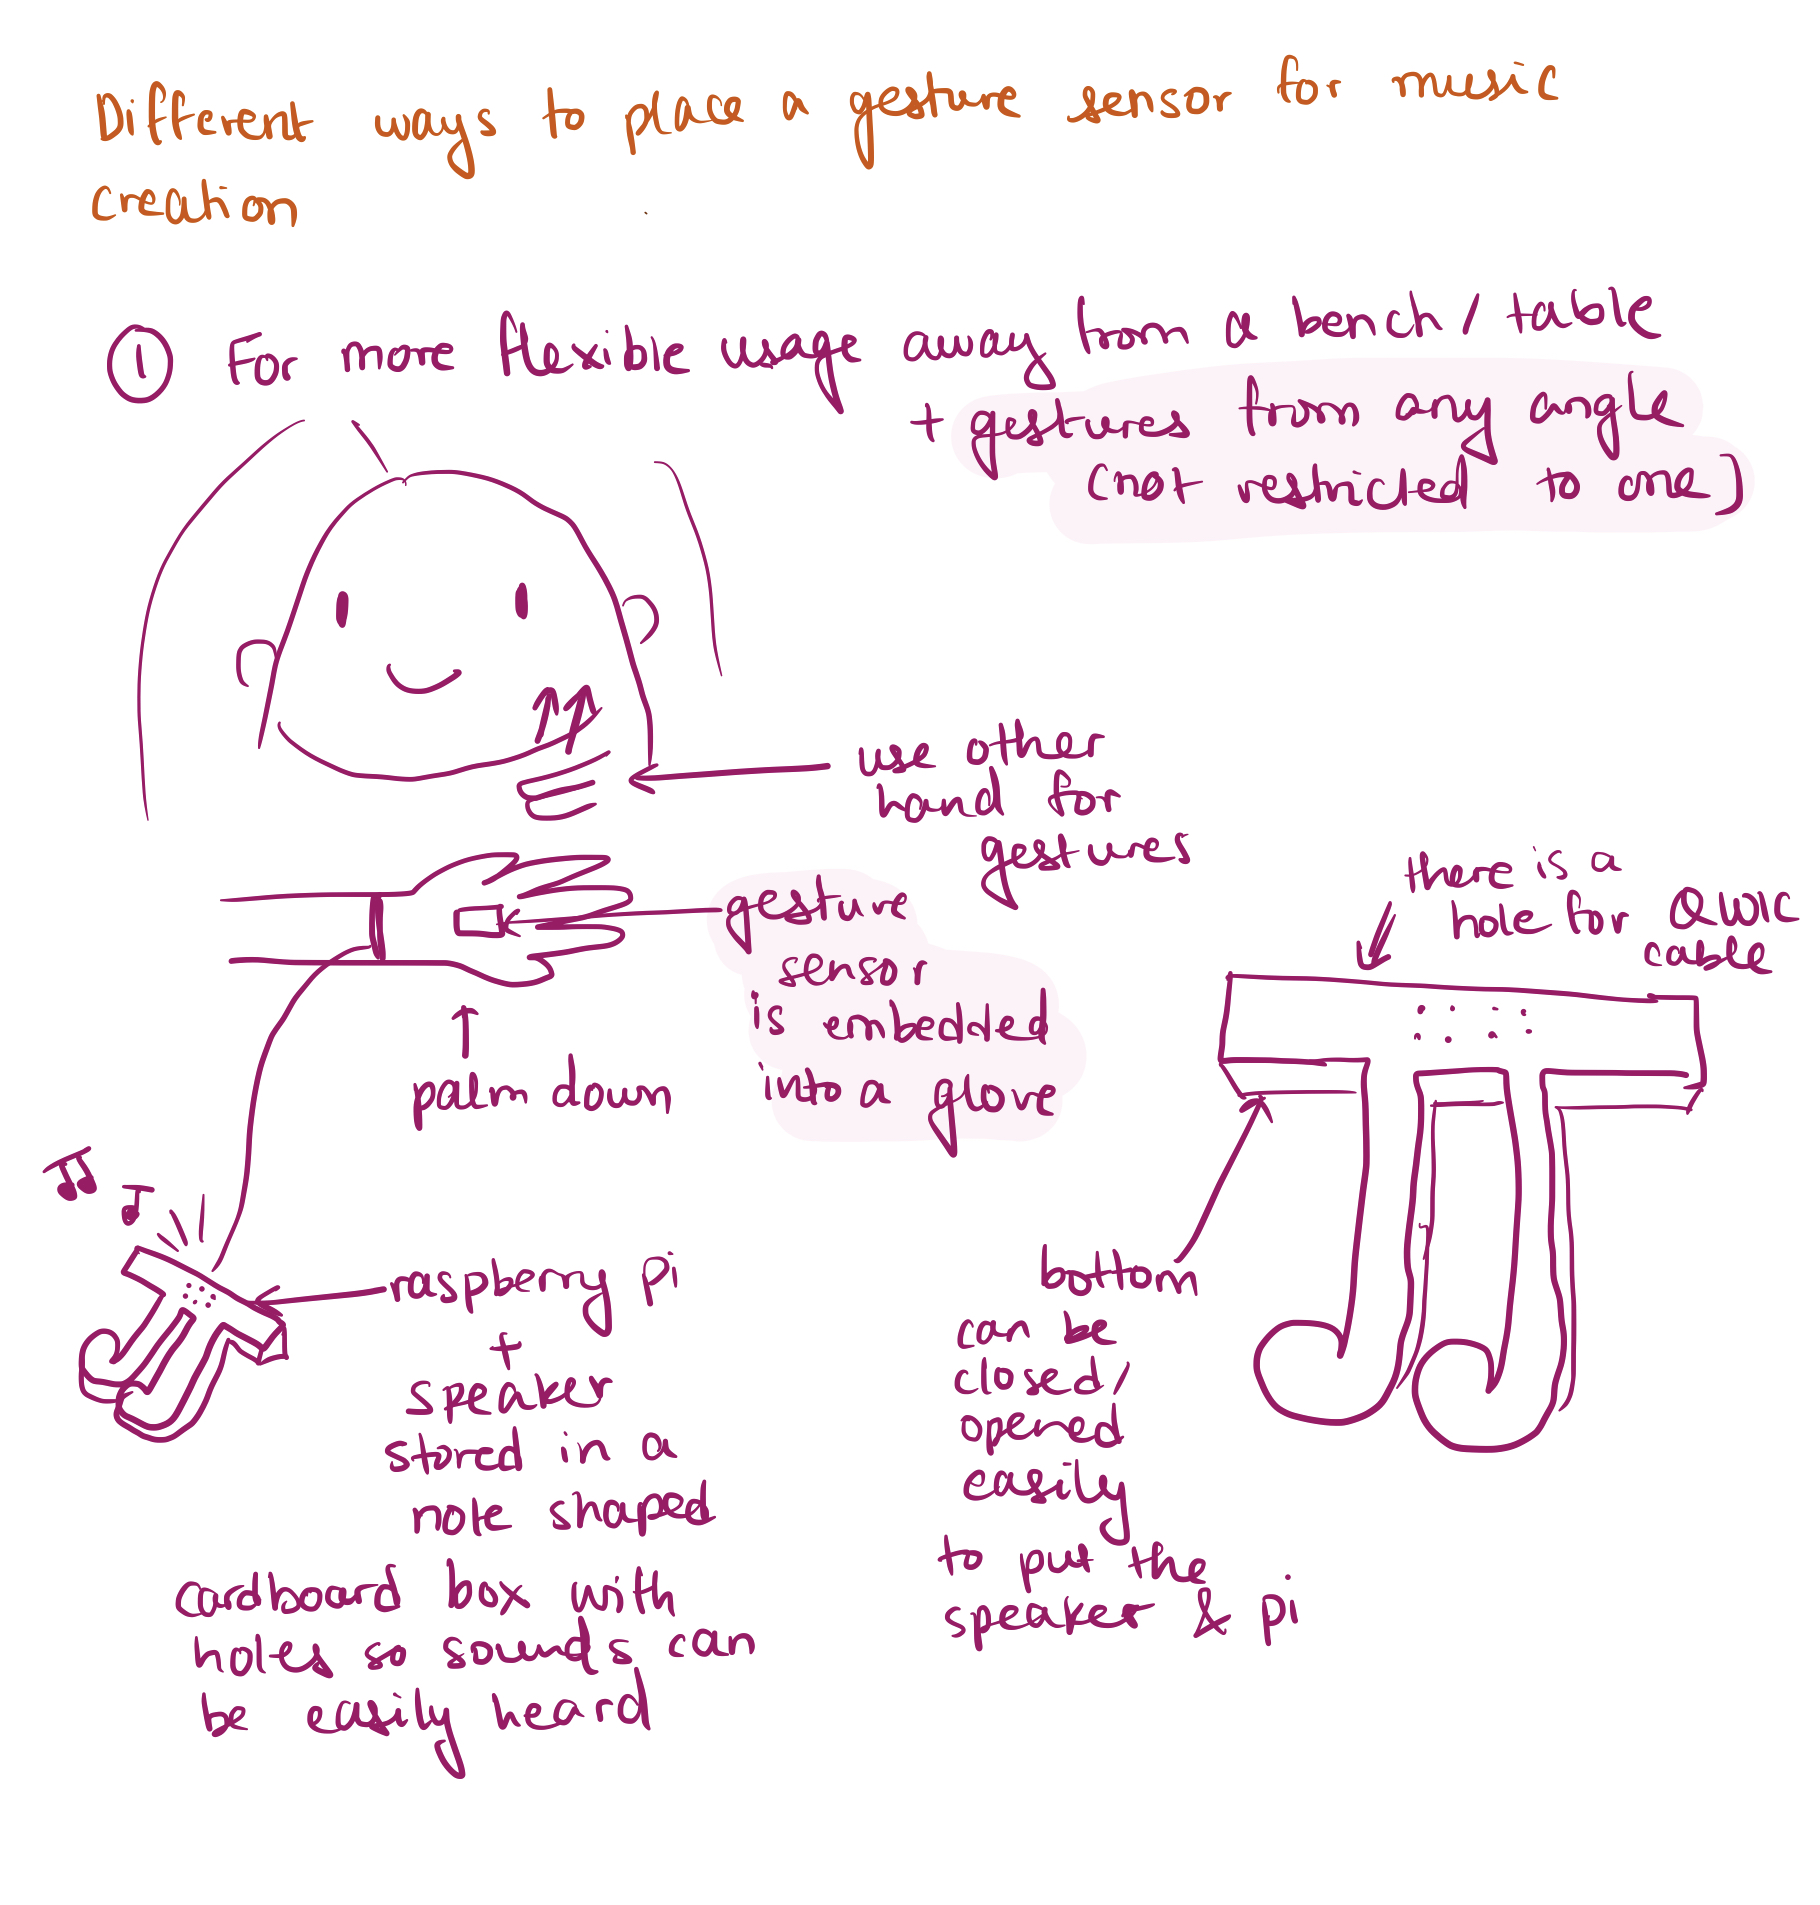 Different ways to place a gesture sensor for music
creation
① For more flexible usage away from a bench / table
+ gestures from any angle
(not restricted to one)
use other
hand for
gestures
gesture
sensor
is embedded
into a glove
palm down
there is a
hole for QWIC
cable
raspberry pi
+
speaker
stored in a
note shaped
cardboard box with
holes so sounds can
be easily heard
bottom
can be
closed/
opened
easily
to put the
speaker & pi